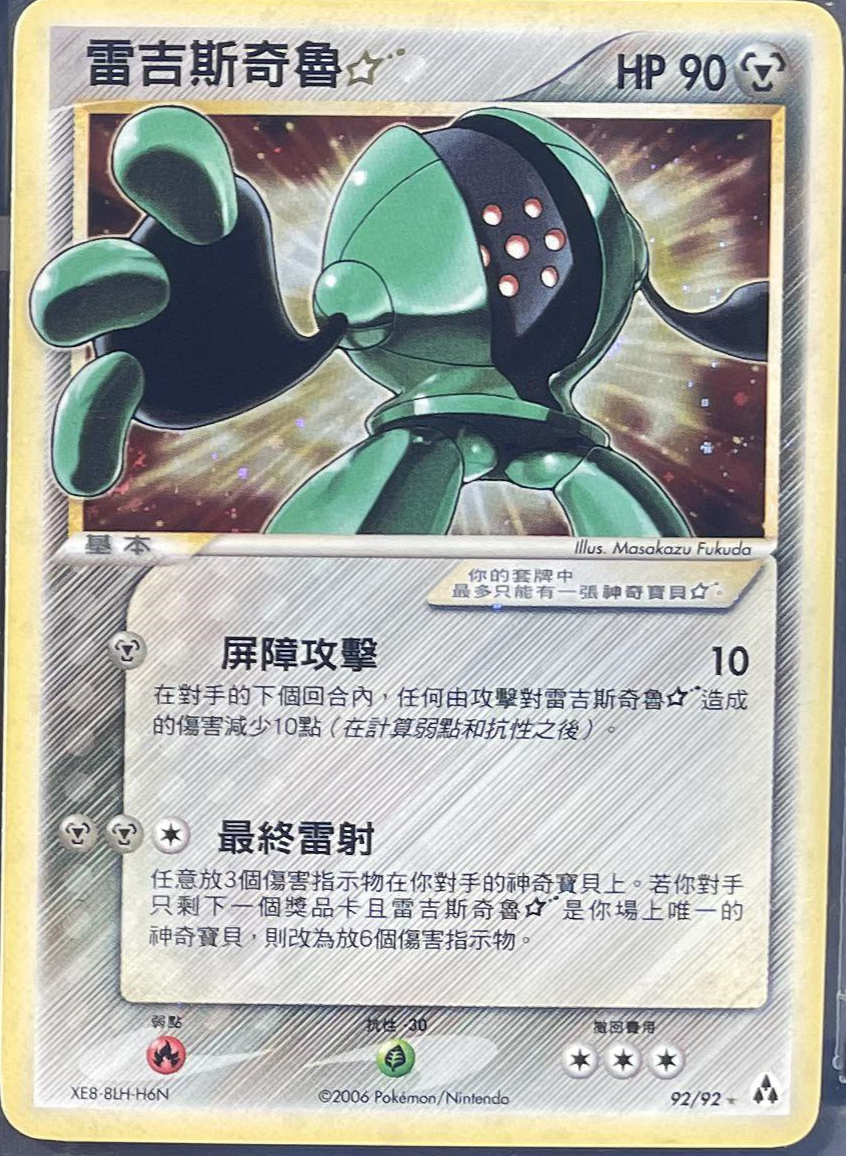 雷吉斯奇魯☆
HP 90
基本
Illus. Masakazu Fukuda
你的套牌中
最多只能有一張神奇寶貝☆。
屏障攻擊 10
在對手的下個回合內，任何由攻擊對雷吉斯奇魯☆造成
的傷害減少10點（在計算弱點和抗性之後）。
最終雷射
任意放3個傷害指示物在你對手的神奇寶貝上。若你對手
只剩下一個獎品卡且雷吉斯奇魯☆是你場上唯一的
神奇寶貝，則改為放6個傷害指示物。
弱點 抗性 -30 撤回費用
XE8-8LH-H6N ©2006 Pokémon/Nintendo 92/92 ★